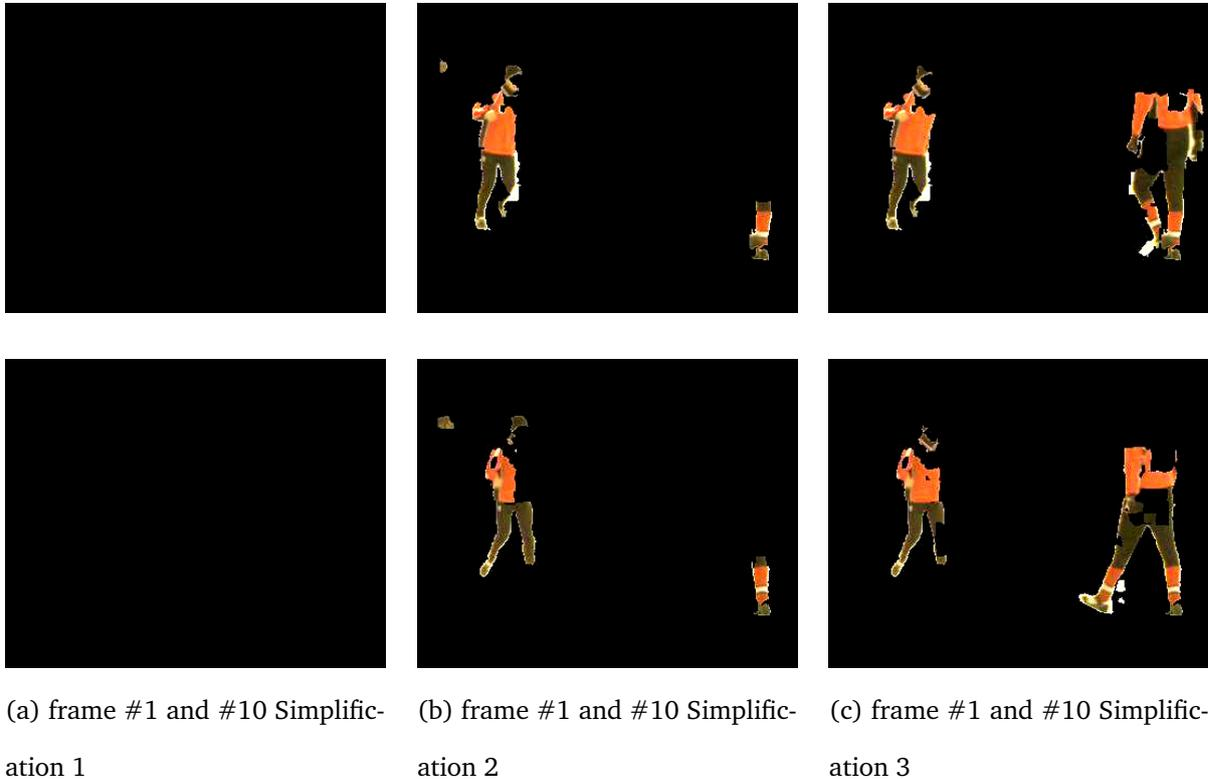 (a) frame #1 and #10 Simplific-
ation 1
(b) frame #1 and #10 Simplific-
ation 2
(c) frame #1 and #10 Simplific-
ation 3